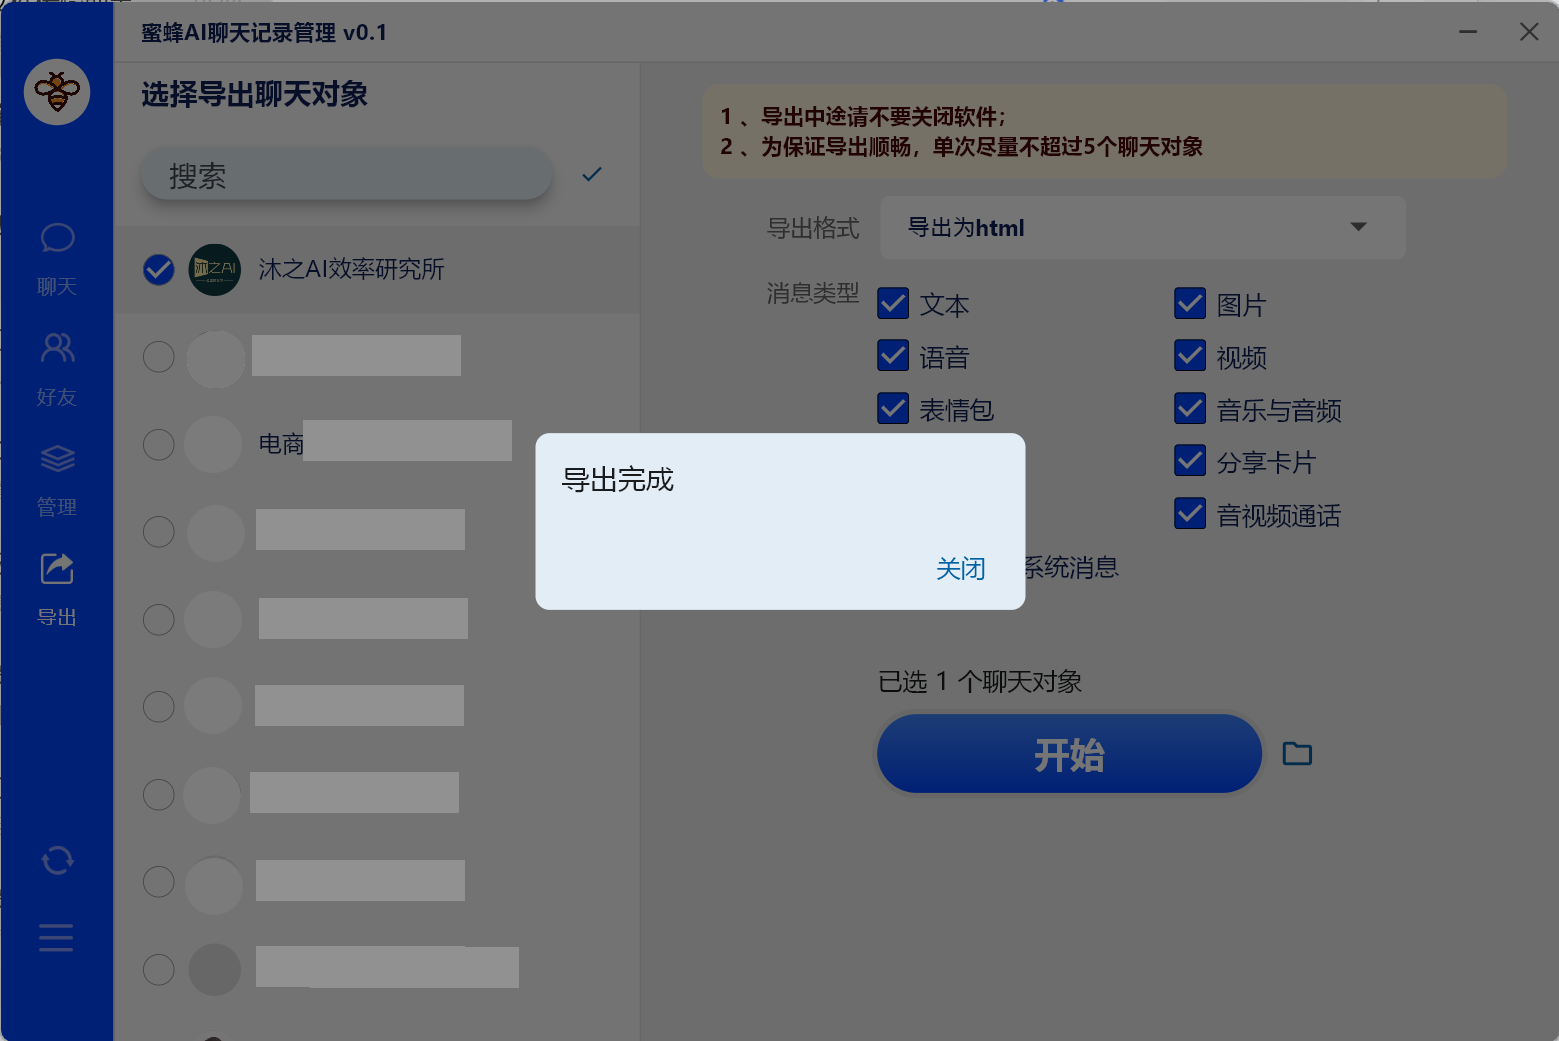 蜜蜂AI聊天记录管理 v0.1
聊天
好友
管理
导出
选择导出聊天对象
搜索
沐之AI
沐之AI效率研究所
电商
1 、导出中途请不要关闭软件；
2 、为保证导出顺畅，单次尽量不超过5个聊天对象
导出格式
导出为html
消息类型
文本
图片
语音
视频
表情包
音乐与音频
分享卡片
音视频通话
系统消息
导出完成
关闭
已选 1 个聊天对象
开始